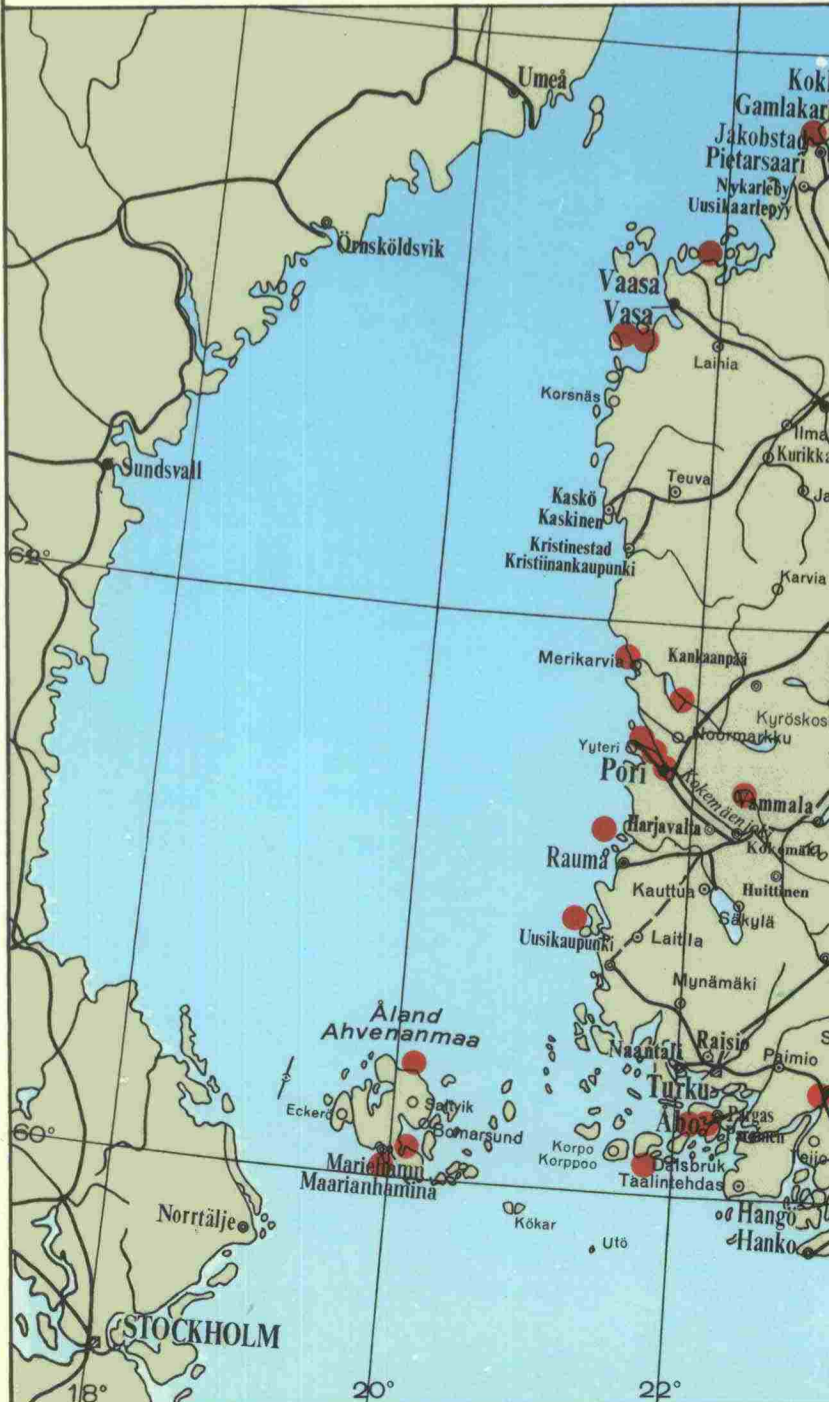 Umeå
Gamlakar
Jakobstad
Pietarsaari
Nykarleby
Uusikaarlepyy
Örnsköldsvik
Vaasa
Vasa
Laihia
Korsnäs
Ilma
Kurikka
Sundsvall
Teuva
Ja
Kaskö
Kaskinen
Kristinestad
Kristiinankaupunki
62°
Karvia
Merikarvia
Kankaanpää
Kyröskos
Noormarkku
Yyteri
Pori
Kokemäenjoki
Vammala
Harjavalta
Kokemäki
Rauma
Kauttua
Huittinen
Säkylä
Uusikaupunki
Laitila
Mynämäki
Åland
Ahvenanmaa
Naantali
Raisio
Paimio
Turku
Eckerö
Saltvik
Bomarsund
Åbo
Pargas
Parainen
Teijo
60°
Korpo
Korppoo
Mariehamn
Maarianhamina
Dalsbruk
Taalintehdas
Norrtälje
Kökar
Hangö
Hanko
Utö
STOCKHOLM
18°
20°
22°